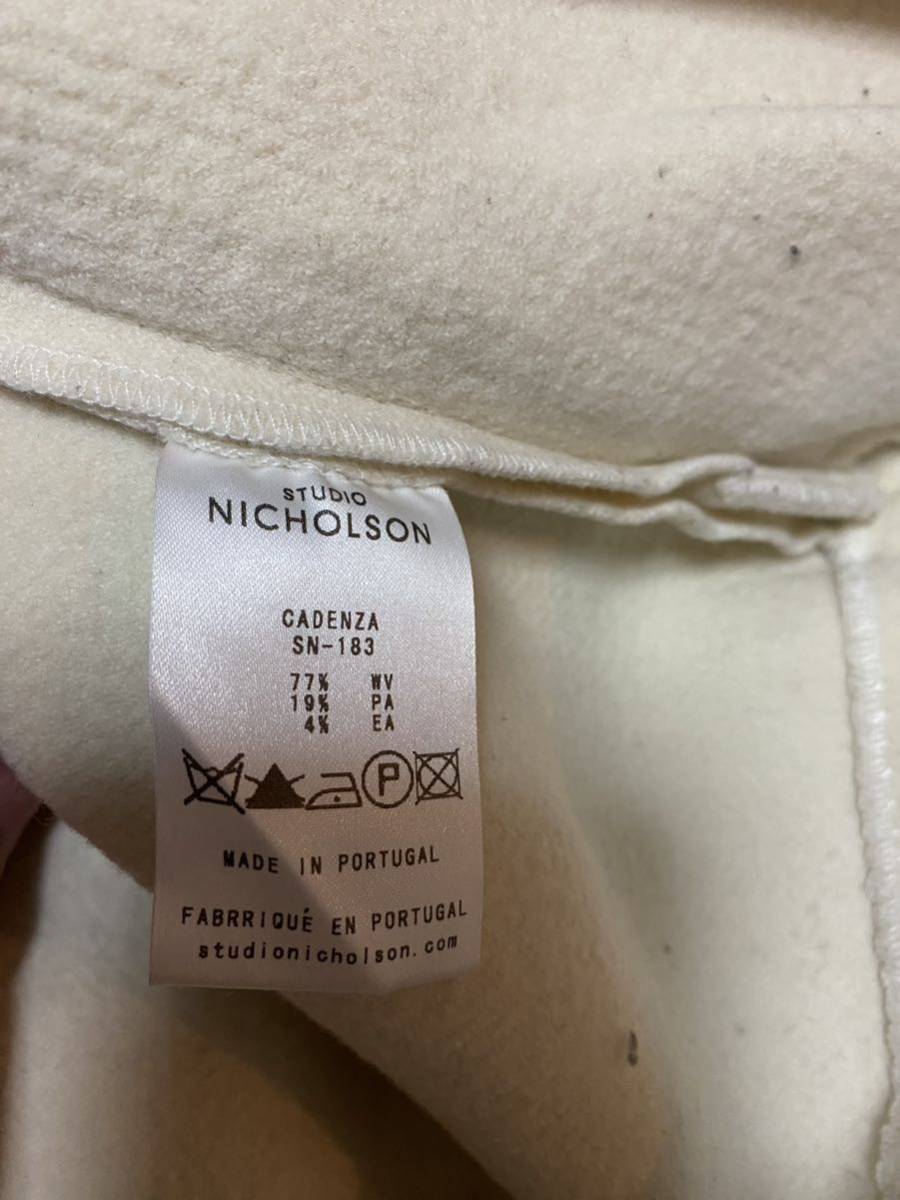 STUDIO
NICHOLSON
CADENZA
SN-183
77% WV
19% PA
4% EA
P
MADE IN PORTUGAL
FABRRIQUÉ EN PORTUGAL
studionicholson.com